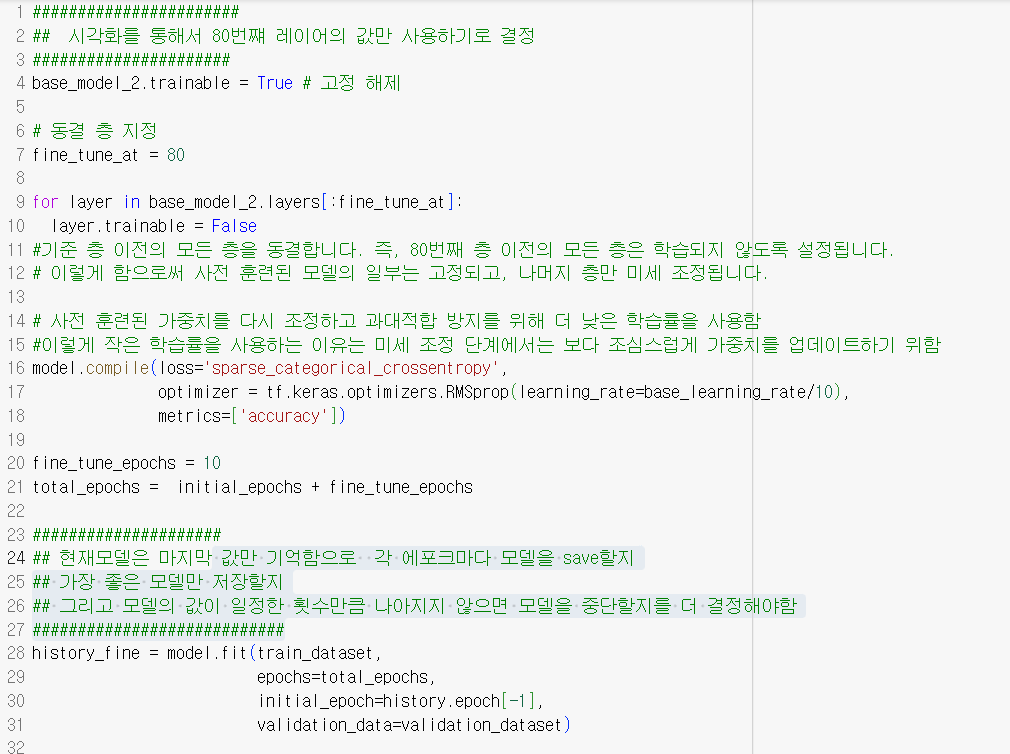 1 #######################
2 ##  시각화를 통해서 80번쨰 레이어의 값만 사용하기로 결정
3 ######################
4 base_model_2.trainable = True # 고정 해제
5
6 # 동결 층 지정
7 fine_tune_at = 80
8
9 for layer in base_model_2.layers[:fine_tune_at]:
10   layer.trainable = False
11 #기준 층 이전의 모든 층을 동결합니다. 즉, 80번째 층 이전의 모든 층은 학습되지 않도록 설정됩니다.
12 # 이렇게 함으로써 사전 훈련된 모델의 일부는 고정되고, 나머지 층만 미세 조정됩니다.
13
14 # 사전 훈련된 가중치를 다시 조정하고 과대적합 방지를 위해 더 낮은 학습률을 사용함
15 #이렇게 작은 학습률을 사용하는 이유는 미세 조정 단계에서는 보다 조심스럽게 가중치를 업데이트하기 위함
16 model.compile(loss='sparse_categorical_crossentropy',
17               optimizer = tf.keras.optimizers.RMSprop(learning_rate=base_learning_rate/10),
18               metrics=['accuracy'])
19
20 fine_tune_epochs = 10
21 total_epochs =  initial_epochs + fine_tune_epochs
22
23 #####################
24 ## 현재모델은 마지막 값만 기억함으로  각 에포크마다 모델을 save할지
25 ## 가장 좋은 모델만 저장할지
26 ## 그리고 모델의 값이 일정한 횟수만큼 나아지지 않으면 모델을 중단할지를 더 결정해야함
27 ############################
28 history_fine = model.fit(train_dataset,
29                          epochs=total_epochs,
30                          initial_epoch=history.epoch[-1],
31                          validation_data=validation_dataset)
32